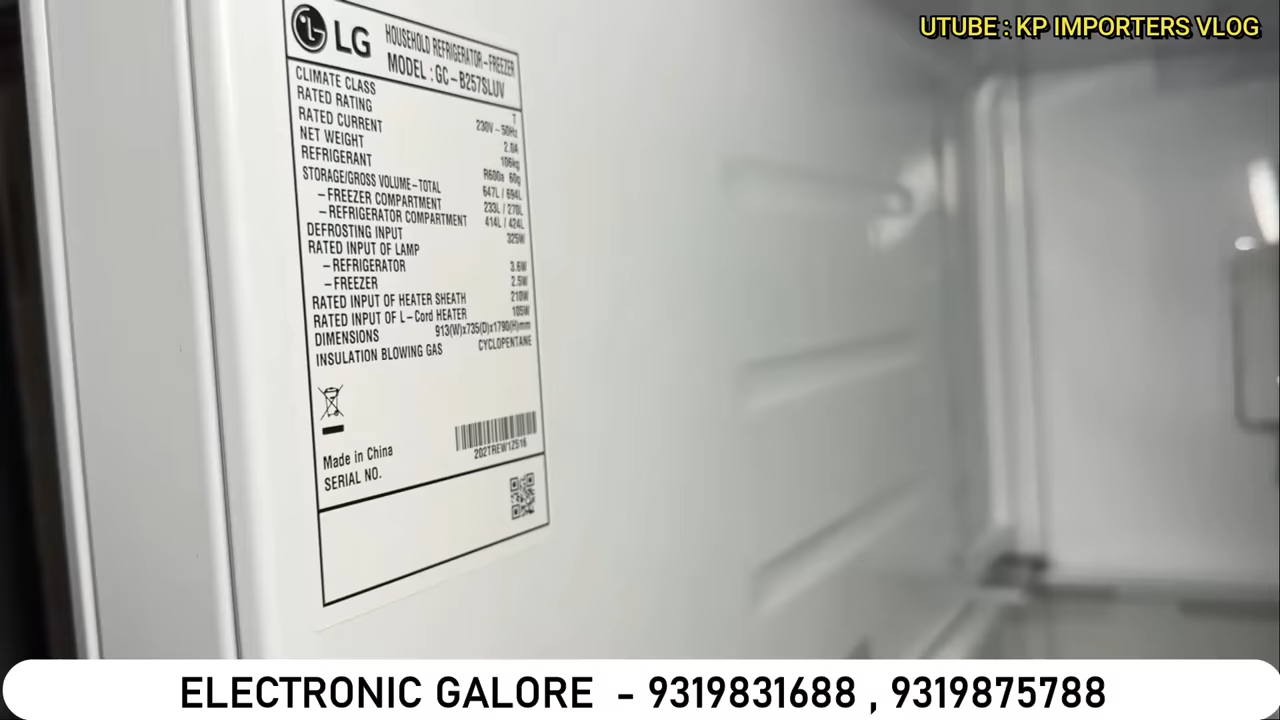 UTUBE : KP IMPORTERS VLOG
LG
HOUSEHOLD REFRIGERATOR-FREEZER
MODEL : GC-B257SLUV
CLIMATE CLASS T
RATED RATING 230V ~ 50Hz
RATED CURRENT 2.0A
NET WEIGHT 106kg
REFRIGERANT R600a 60g
STORAGE/GROSS VOLUME-TOTAL 647L / 694L
-FREEZER COMPARTMENT 233L / 270L
-REFRIGERATOR COMPARTMENT 414L / 424L
DEFROSTING INPUT 325W
RATED INPUT OF LAMP
-REFRIGERATOR 3.6W
-FREEZER 2.5W
RATED INPUT OF HEATER SHEATH 210W
RATED INPUT OF L-Cord HEATER 105W
DIMENSIONS 913(W)x735(D)x1790(H)mm
INSULATION BLOWING GAS CYCLOPENTANE
202TREW1Z516
Made in China
SERIAL NO.
ELECTRONIC GALORE - 9319831688 , 9319875788